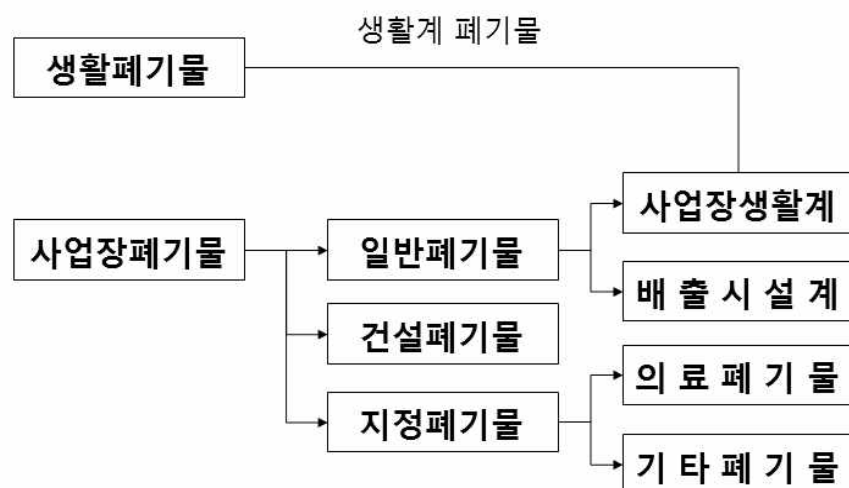 생활계 폐기물
생활폐기물
사업장생활계
사업장폐기물
일반폐기물
배 출 시 설 계
건설폐기물
의 료 폐 기 물
지정폐기물
기 타 폐 기 물